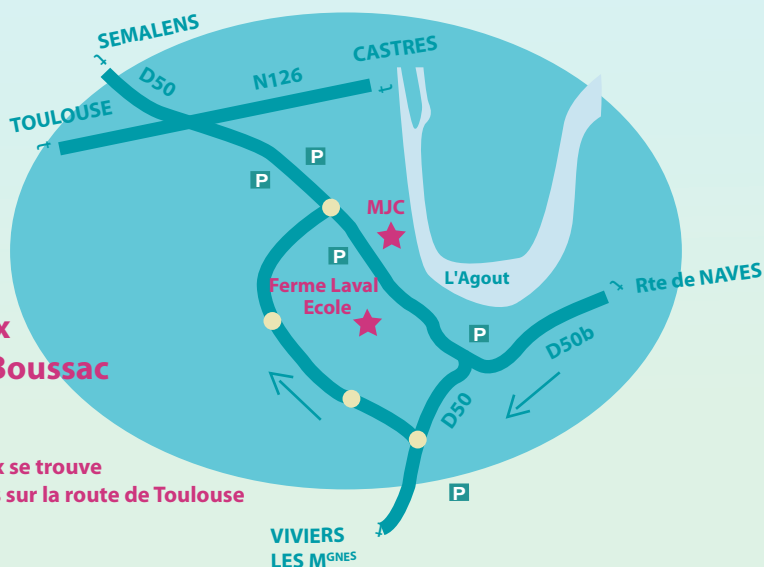 SEMALENS
CASTRES
D50
N126
TOULOUSE
P
P
MJC
P
L'Agout
Rte de NAVES
Ferme Laval
Ecole
P
D50b
Boussac
D50
se trouve
sur la route de Toulouse
P
VIVIERS
LES MGNES